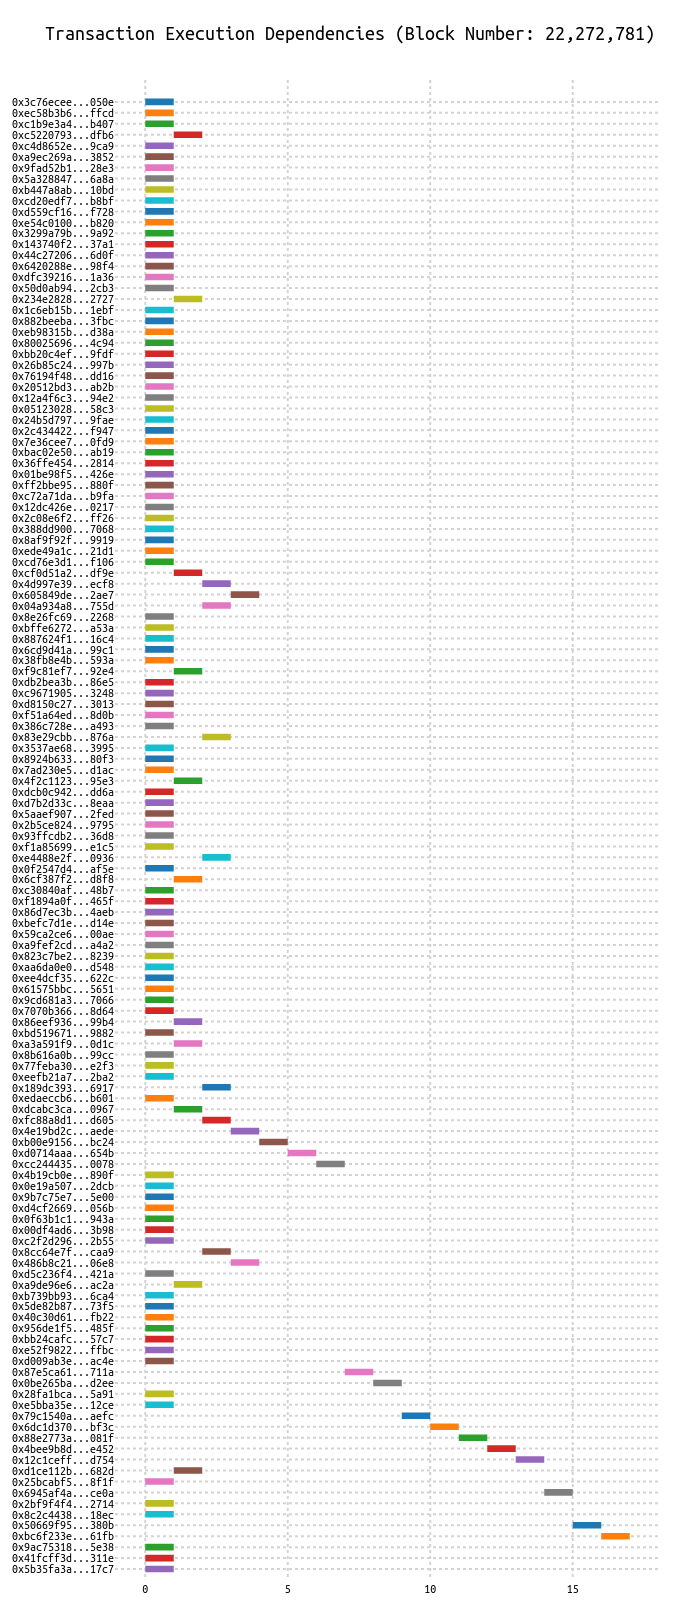 Transaction Execution Dependencies (Block Number: 22,272,781)
0x3c76ecee...050e
0xec58b3b6...ffcd
0xc1b9e3a4...b407
0xc5220793...dfb6
0xc4d8652e...9ca9
0xa9ec269a...3852
0x9fad52b1...28e3
0x5a328847...6a8a
0xb447a8ab...10bd
0xcd20edf7...b8bf
0xd559cf16...f728
0xe54c0100...b820
0x3299a79b...9a92
0x143740f2...37a1
0x44c27206...6d0f
0x6420288e...98f4
0xdfc39216...1a36
0x50d0ab94...2cb3
0x234e2828...2727
0x1c6eb15b...1ebf
0x882beeba...3fbc
0xeb98315b...d38a
0x80025696...4c94
0xbb20c4ef...9fdf
0x26b85c24...997b
0x76194f48...dd16
0x20512bd3...ab2b
0x12a4f6c3...94e2
0x05123028...58c3
0x24b5d797...9fae
0x2c434422...f947
0x7e36cee7...0fd9
0xbac02e50...ab19
0x36ffe454...2814
0x01be98f5...426e
0xff2bbe95...880f
0xc72a71da...b9fa
0x12dc426e...0217
0x2c08e6f2...ff26
0x388dd900...7068
0x8af9f92f...9919
0xede49a1c...21d1
0xcd76e3d1...f106
0xcf0d51a2...df9e
0x4d997e39...ecf8
0x605849de...2ae7
0x04a934a8...755d
0x8e26fc69...2268
0xbffe6272...a53a
0x887624f1...16c4
0x6cd9d41a...99c1
0x38fb8e4b...593a
0xf9c81ef7...92e4
0xdb2bea3b...86e5
0xc9671905...3248
0xd8150c27...3013
0xf51a64ed...8d0b
0x386c728e...a493
0x83e29cbb...876a
0x3537ae68...3995
0x8924b633...80f3
0x7ad230e5...d1ac
0x4f2c1123...95e3
0xdcb0c942...dd6a
0xd7b2d33c...8eaa
0x5aaef907...2fed
0x2b5ce824...9795
0x93ffcdb2...36d8
0xf1a85699...e1c5
0xe4488e2f...0936
0x0f2547d4...af5e
0x6cf387f2...d8f8
0xc30840af...48b7
0xf1894a0f...465f
0x86d7ec3b...4aeb
0xbefc7d1e...d14e
0x59ca2ce6...00ae
0xa9fef2cd...a4a2
0x823c7be2...8239
0xaa6da0e0...d548
0xee4dcf35...622c
0x61575bbc...5651
0x9cd681a3...7066
0x7070b366...8d64
0x86eef936...99b4
0xbd519671...9882
0xa3a591f9...0d1c
0x8b616a0b...99cc
0x77feba30...e2f3
0xeefb21a7...2ba2
0x189dc393...6917
0xedaeccb6...b601
0xdcabc3ca...0967
0xfc88a8d1...d605
0x4e19bd2c...aede
0xb00e9156...bc24
0xd0714aaa...654b
0xcc244435...0078
0x4b19cb0e...890f
0x0e19a507...2dcb
0x9b7c75e7...5e00
0xd4cf2669...056b
0x0f63b1c1...943a
0x00df4ad6...3b98
0xc2f2d296...2b55
0x8cc64e7f...caa9
0x486b8c21...06e8
0xd5c236f4...421a
0xa9de96e6...ac2a
0xb739bb93...6ca4
0x5de82b87...73f5
0x40c30d61...fb22
0x956de1f5...485f
0xbb24cafc...57c7
0xe52f9822...ffbc
0xd009ab3e...ac4e
0x87e5ca61...711a
0x0be265ba...d2ee
0x28fa1bca...5a91
0xe5bba35e...12ce
0x79c1540a...aefc
0x6dc1d370...bf3c
0x88e2773a...081f
0x4bee9b8d...e452
0x12c1ceff...d754
0xd1ce112b...682d
0x25bcabf5...8f1f
0x6945af4a...ce0a
0x2bf9f4f4...2714
0x8c2c4438...18ec
0x50669f95...380b
0xbc6f233e...61fb
0x9ac75318...5e38
0x41fcff3d...311e
0x5b35fa3a...17c7
0 5 10 15